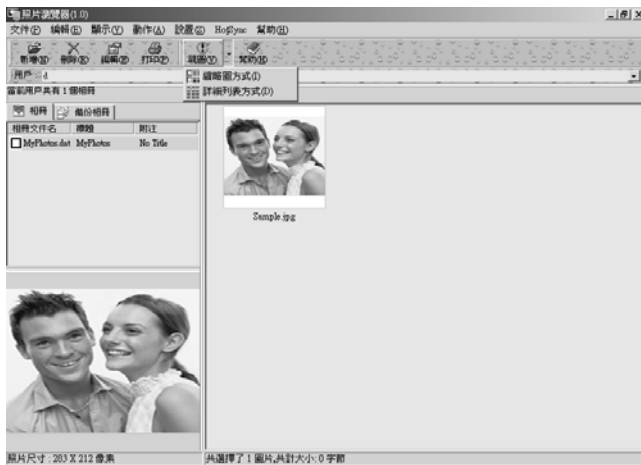 照片瀏覽器(1.0)
文件(F) 編輯(E) 顯示(V) 動作(A) 設置(S) HotSync 幫助(H)
新增(N) 刪除(X) 編輯(E) 打印(P) 視圖(V) 幫助(H)
用戶: d
縮略圖方式(I)
詳細列表方式(D)
當前用戶共有 1 個相冊
相冊 備份相冊
相冊文件名 標題 附註
MyPhotos.dat MyPhotos No Title
Sample.jpg
照片尺寸 : 283 X 212 像素
共選擇了 1 圖片,共計大小: 0 字節